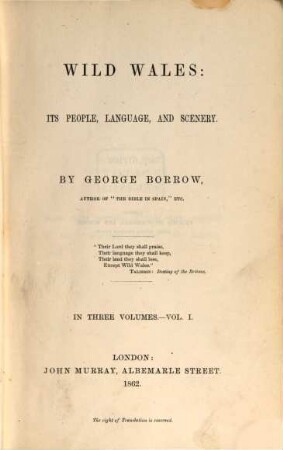 WILD WALES:
ITS PEOPLE, LANGUAGE, AND SCENERY.
BY GEORGE BORROW,
AUTHOR OF "THE BIBLE IN SPAIN," ETC.
"Their Lord they shall praise,
Their language they shall keep,
Their land they shall lose,
Except Wild Wales."
TALIESIN: Destiny of the Britons.
IN THREE VOLUMES.—VOL. I.
LONDON:
JOHN MURRAY, ALBEMARLE STREET.
1862.
The right of Translation is reserved.